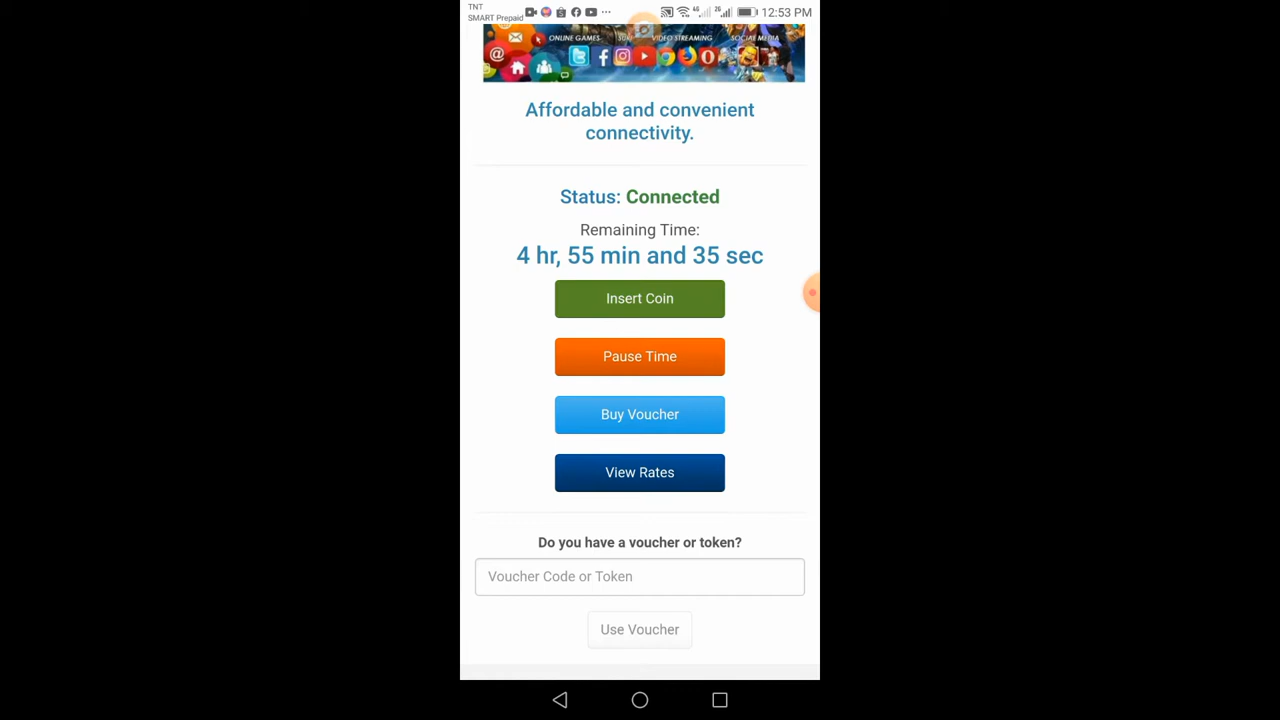 TNT
SMART Prepaid
4G
2G
12:53 PM
ONLINE GAMES
VIDEO STREAMING
SOCIAL MEDIA
Affordable and convenient
connectivity.
Status: Connected
Remaining Time:
4 hr, 55 min and 35 sec
Insert Coin
Pause Time
Buy Voucher
View Rates
Do you have a voucher or token?
Voucher Code or Token
Use Voucher